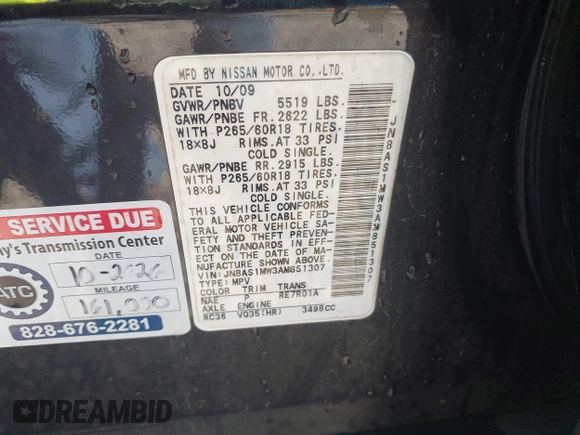 MFD BY NISSAN MOTOR CO.,LTD.
DATE 10/09
GVWR/PNBV 5519 LBS.
GAWR/PNBE FR.2822 LBS.
WITH P265/60R18 TIRES.
18×8J RIMS.AT 33 PSI
COLD SINGLE.
GAWR/PNBE RR.2915 LBS.
WITH P265/60R18 TIRES.
18×8J RIMS.AT 33 PSI
COLD SINGLE.
THIS VEHICLE CONFORMS
TO ALL APPLICABLE FED-
ERAL MOTOR VEHICLE SA-
FETY AND THEFT PREVEN-
TION STANDARDS IN EFF-
ECT ON THE DATE OF MA-
NUFACTURE SHOWN ABOVE.
VIN:JN8AS1MW3AM851307
TYPE:
MPV
COLOR TRIM TRANS
NAE P RE7R01A
AXLE ENGINE
RC36 VQ35(HR) 3498CC
JN8AS1MW3AM851307
SERVICE DUE
y's Transmission Center
DATE
10-2026
MILEAGE
161,000
ATC
828-676-2281
DREAMBID